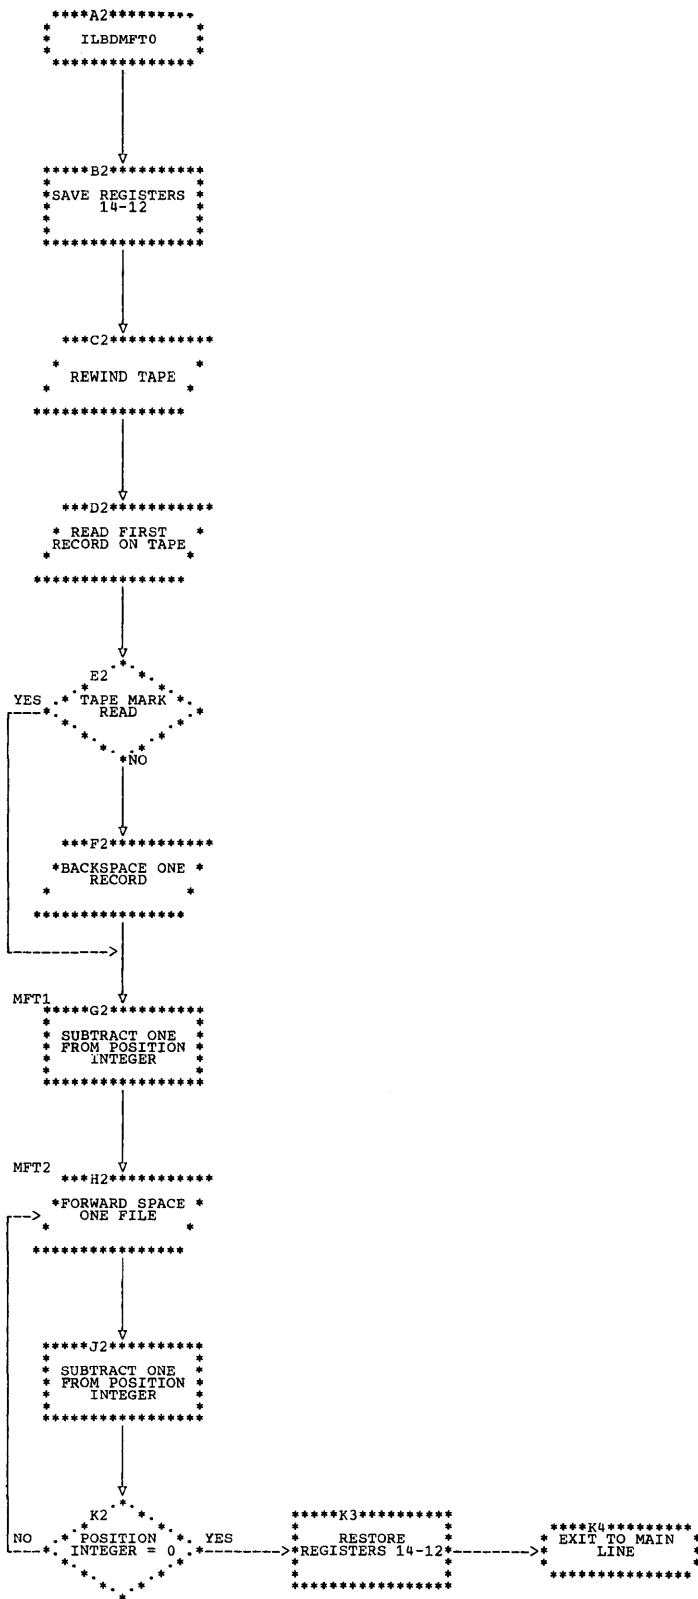 A2
ILBDMFT0
B2
SAVE REGISTERS
14-12
C2
REWIND TAPE
D2
READ FIRST
RECORD ON TAPE
E2
YES
TAPE MARK
READ
NO
F2
BACKSPACE ONE
RECORD
MFT1
G2
SUBTRACT ONE
FROM POSITION
INTEGER
MFT2
H2
FORWARD SPACE
ONE FILE
J2
SUBTRACT ONE
FROM POSITION
INTEGER
K2
NO
POSITION
INTEGER = 0
YES
K3
RESTORE
REGISTERS 14-12
K4
EXIT TO MAIN
LINE